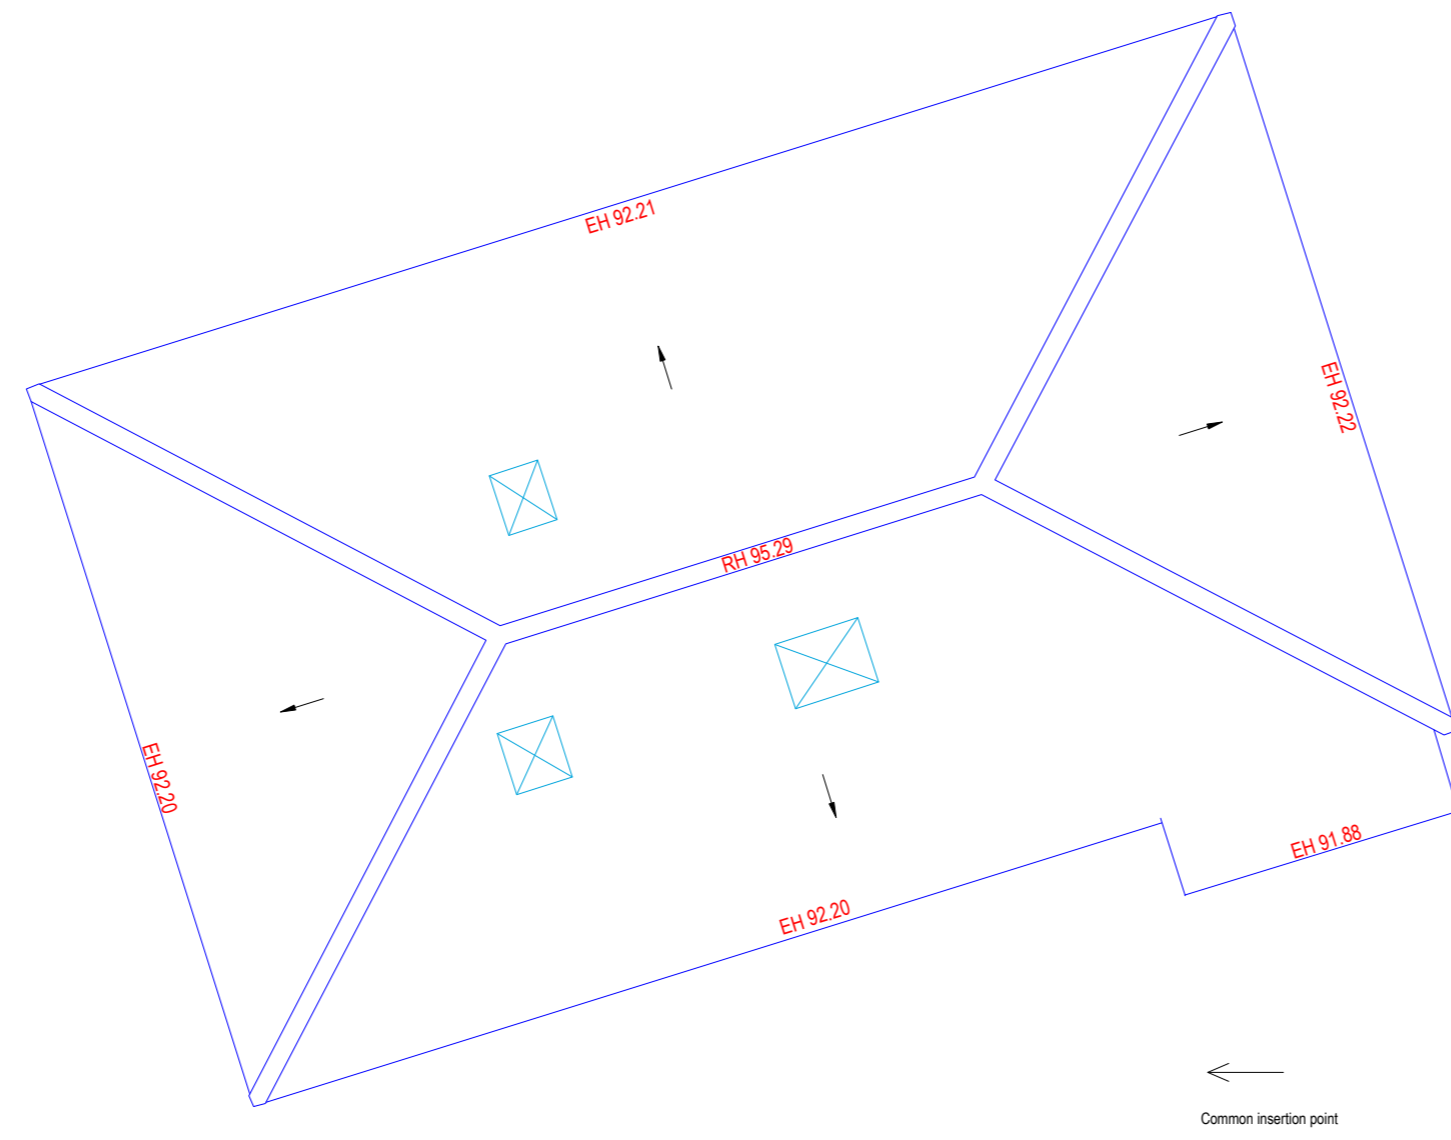 EH 92.21
EH 92.22
RH 95.29
EH 92.20
EH 91.88
EH 92.20
Common insertion point